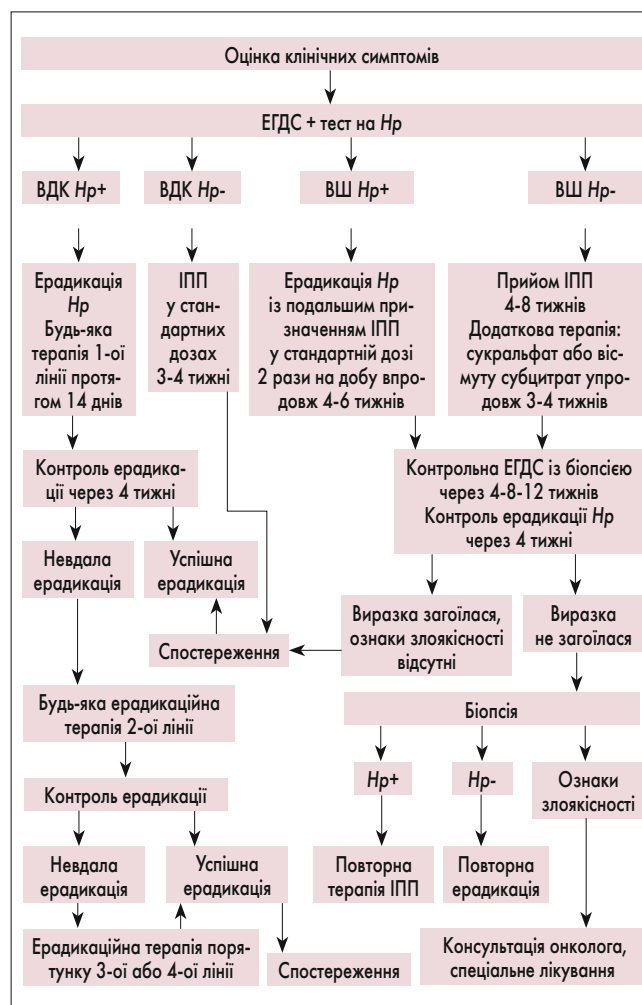 Оцінка клінічних симптомів
ЕГДС + тест на Hp
ВДК Hp+
ВДК Hp-
ВШ Hp+
ВШ Hp-
Ерадикація
Hp
Будь-яка
терапія 1-ої
лінії протя-
гом 14 днів
ІПП
у стан-
дартних
дозах
3-4 тижні
Ерадикація Hp
із подальшим при-
значенням ІПП
у стандартній дозі
2 рази на добу впро-
довж 4-6 тижнів
Прийом ІПП
4-8 тижнів
Додаткова терапія:
сукральфат або віс-
муту субцитрат упро-
довж 3-4 тижнів
Контроль ерадика-
ції через 4 тижні
Контрольна ЕГДС із біопсією
через 4-8-12 тижнів
Контроль ерадикації Hp
через 4 тижні
Невдала
ерадикація
Успішна
ерадикація
Спостереження
Виразка загоїлася,
ознаки злоякісності
відсутні
Виразка
не загоїлася
Будь-яка ерадикаційна
терапія 2-ої лінії
Біопсія
Контроль ерадикації
Hp+
Hp-
Ознаки
злоякісності
Невдала
ерадикація
Успішна
ерадикація
Повторна
терапія ІПП
Повторна
ерадикація
Ерадикаційна терапія поря-
тунку 3-ої або 4-ої лінії
Спостереження
Консультація онколога,
спеціальне лікування